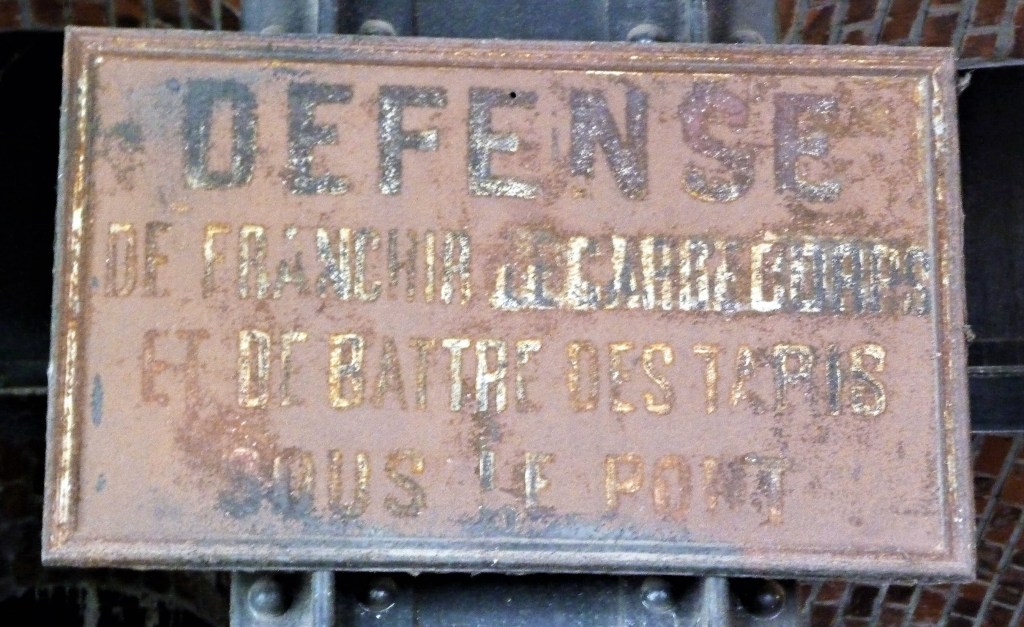 DEFENSE
DE FRANCHIR LE GARDE CORPS
ET DE BATTRE DES TAPIS
SOUS LE PONT